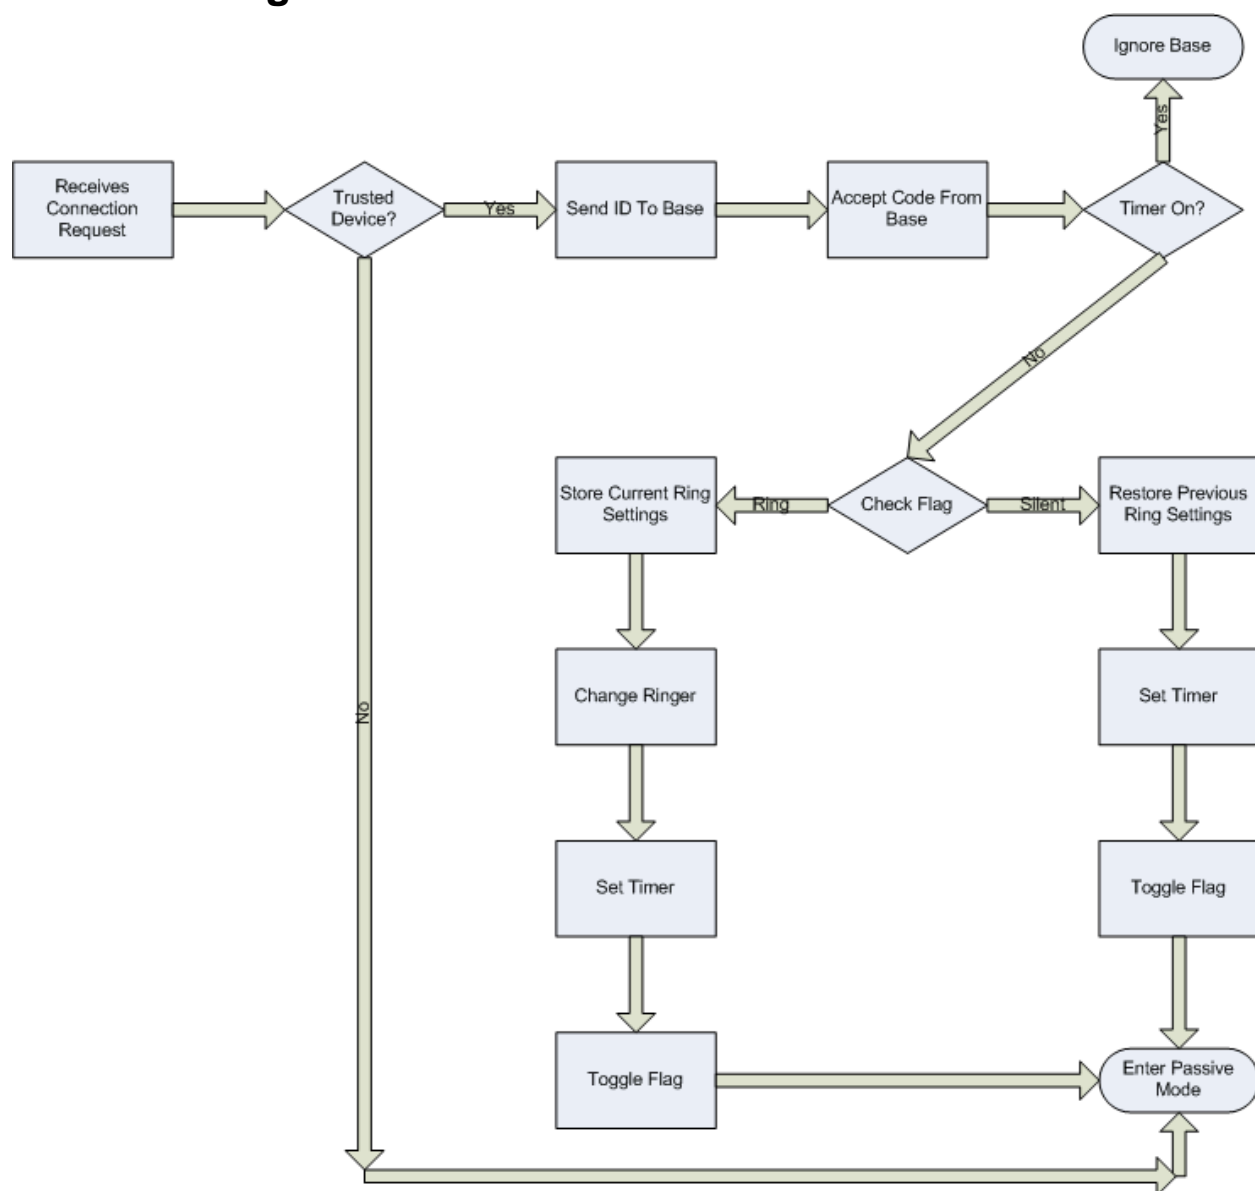 Ignore Base
Yes
Receives
Connection
Request
Trusted
Device?
Yes
Send ID To Base
Accept Code From
Base
Timer On?
No
Store Current Ring
Settings
Ring
Check Flag
Silent
Restore Previous
Ring Settings
Change Ringer
Set Timer
No
Set Timer
Toggle Flag
Toggle Flag
Enter Passive
Mode